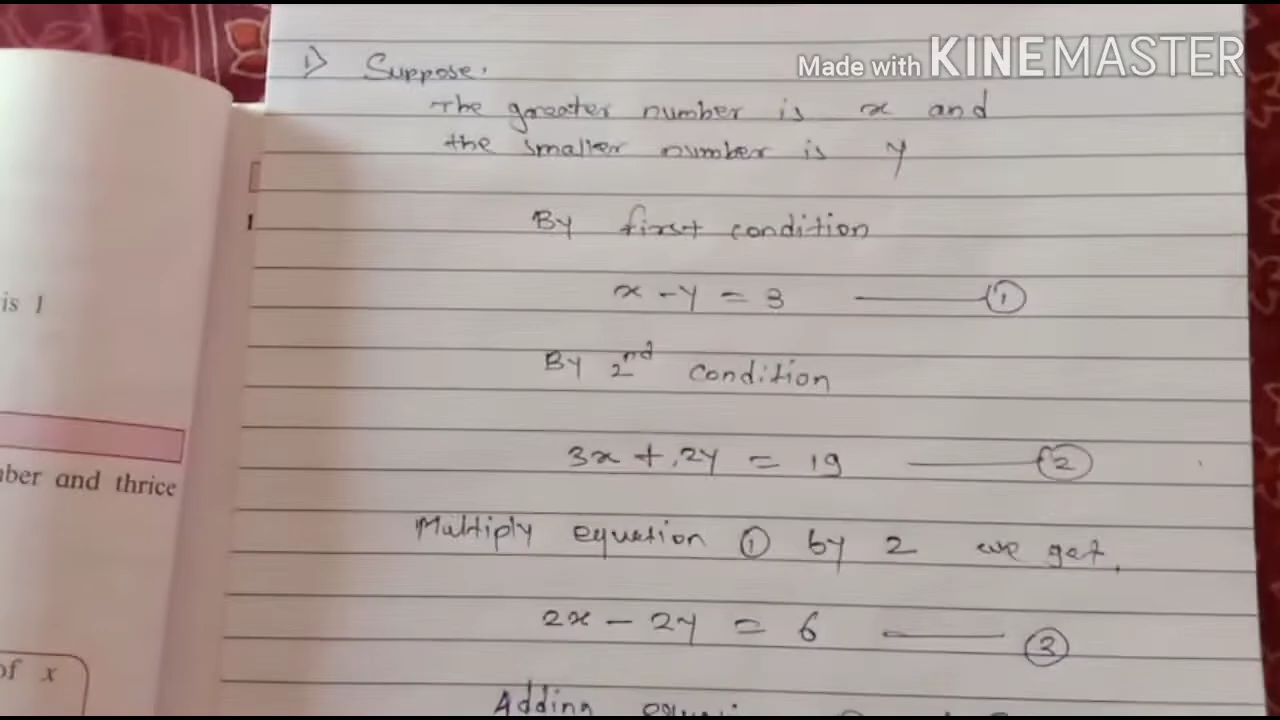 Made with KINEMASTER
1) Suppose,
The greater number is x and
the smaller number is y
By first condition
x - y = 3 ——— ①
By 2nd condition
3x + 2y = 19 ——— ②
Multiply equation ① by 2 we get,
2x - 2y = 6 ——— ③
Adding
1
is 1
and thrice
of x